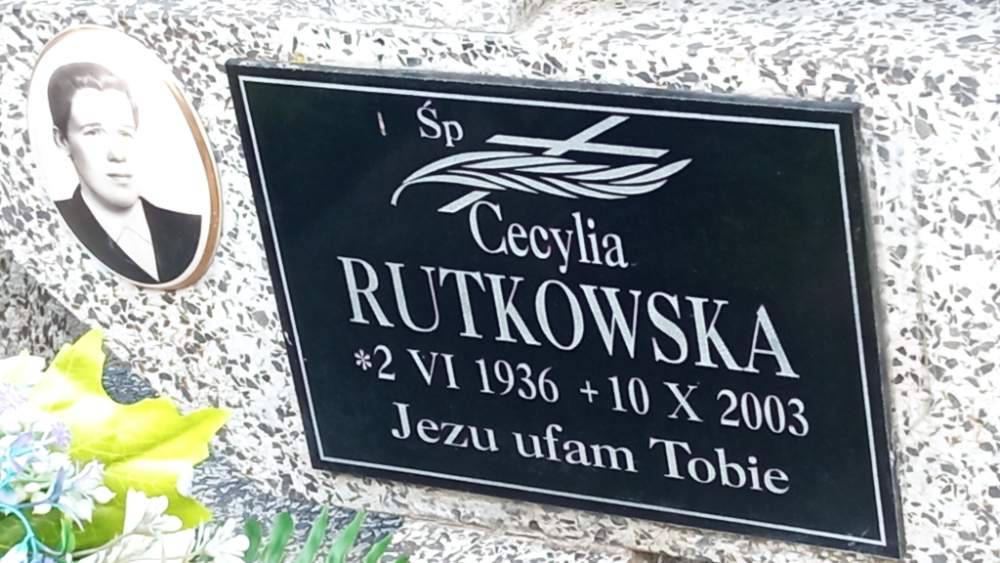 Śp
Cecylia
RUTKOWSKA
*2 VI 1936 +10 X 2003
Jezu ufam Tobie